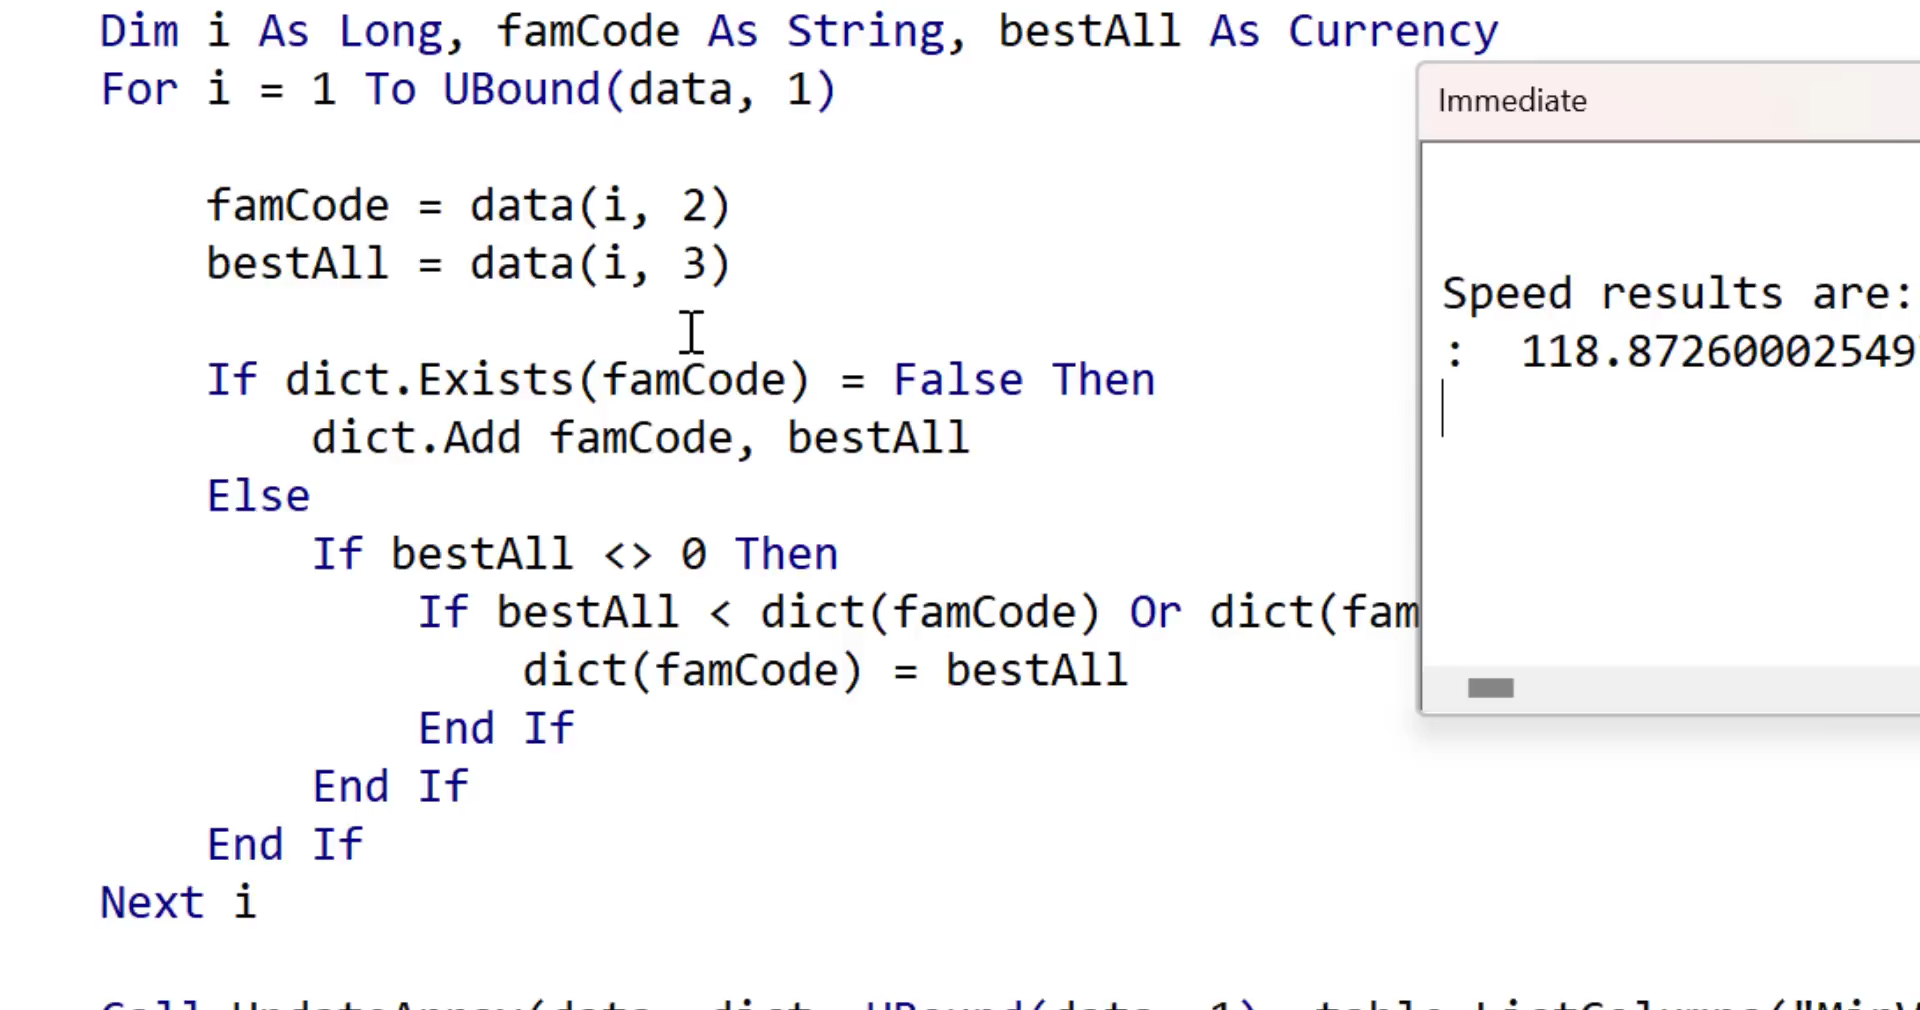 Dim i As Long, famCode As String, bestAll As Currency
For i = 1 To UBound(data, 1)
famCode = data(i, 2)
bestAll = data(i, 3)
If dict.Exists(famCode) = False Then
dict.Add famCode, bestAll
Else
If bestAll <> 0 Then
If bestAll < dict(famCode) Or dict(fam
dict(famCode) = bestAll
End If
End If
End If
Next i
Immediate
Speed results are:
: 118.87260002549